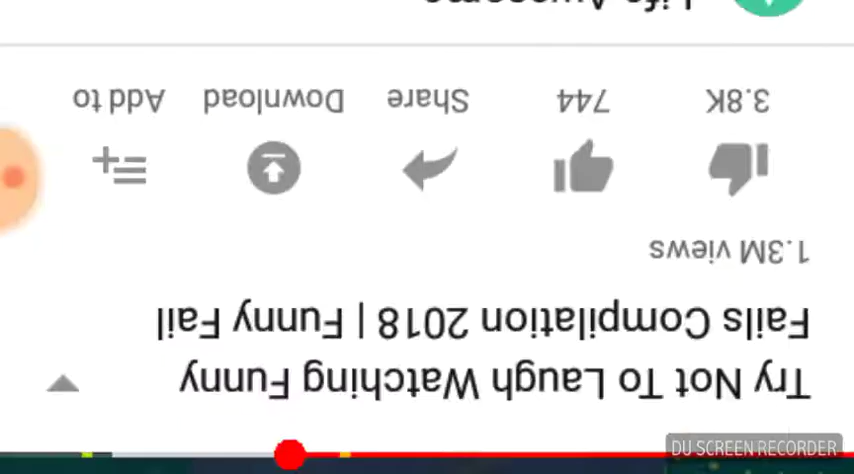 Try Not To Laugh Watching Funny
Fails Compilation 2018 | Funny Fail
1.3M views
3.8K
744
Share
Download
Add to
DU SCREEN RECORDER